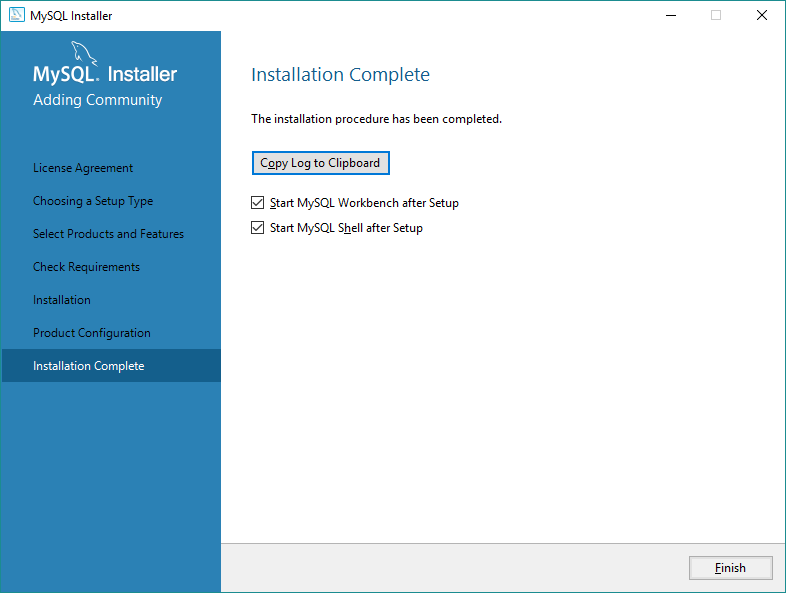 MySQL Installer
MySQL. Installer
Adding Community
License Agreement
Choosing a Setup Type
Select Products and Features
Check Requirements
Installation
Product Configuration
Installation Complete
Installation Complete
The installation procedure has been completed.
Copy Log to Clipboard
Start MySQL Workbench after Setup
Start MySQL Shell after Setup
Finish